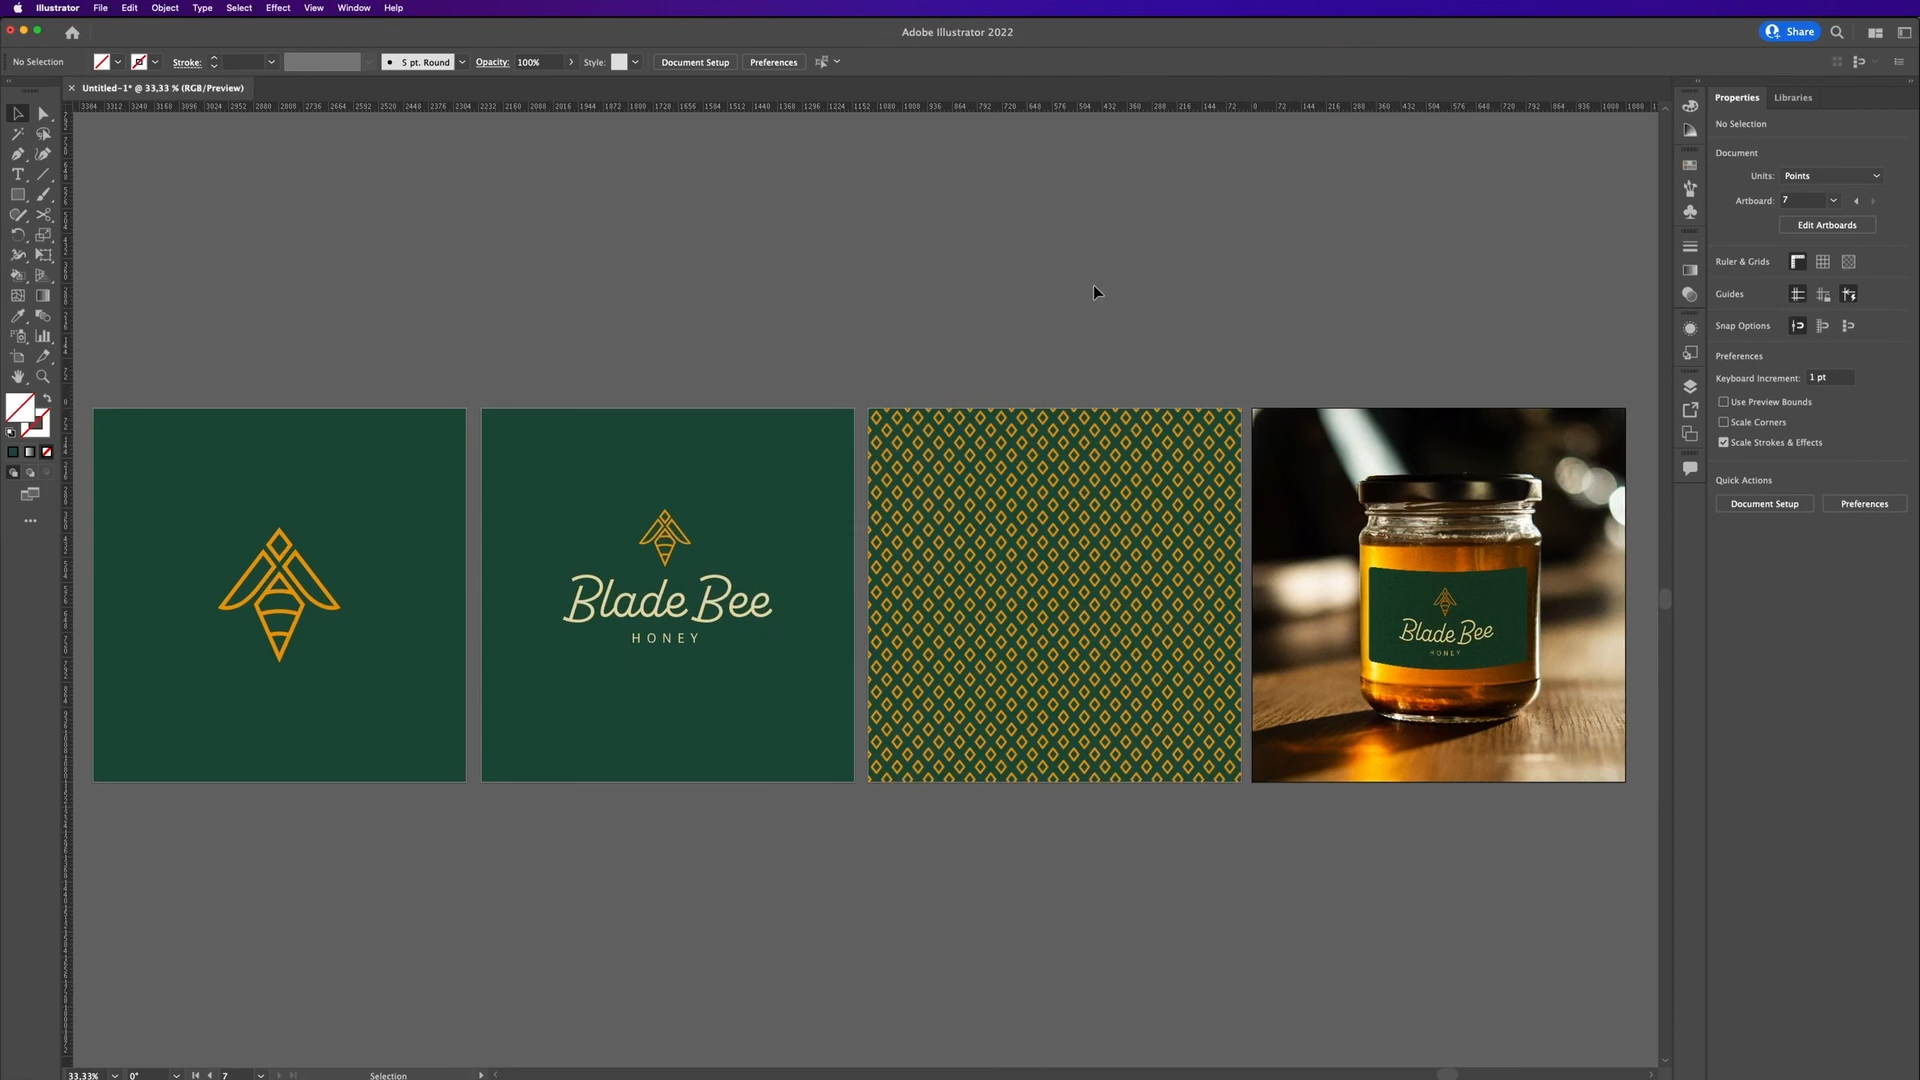 Illustrator File Edit Object Type Select Effect View Window Help
Adobe Illustrator 2022
Share
No Selection Stroke: 5 pt. Round Opacity: 100% Style: Document Setup Preferences
Untitled-1* @ 33,33 % (RGB/Preview)
Properties Libraries
No Selection
Document
Units: Points
Artboard: 7
Edit Artboards
Ruler & Grids
Guides
Snap Options
Preferences
Keyboard Increment: 1 pt
Use Preview Bounds
Scale Corners
Scale Strokes & Effects
Quick Actions
Document Setup Preferences
Blade Bee
HONEY
Blade Bee
HONEY
33,33% 0° 7 Selection